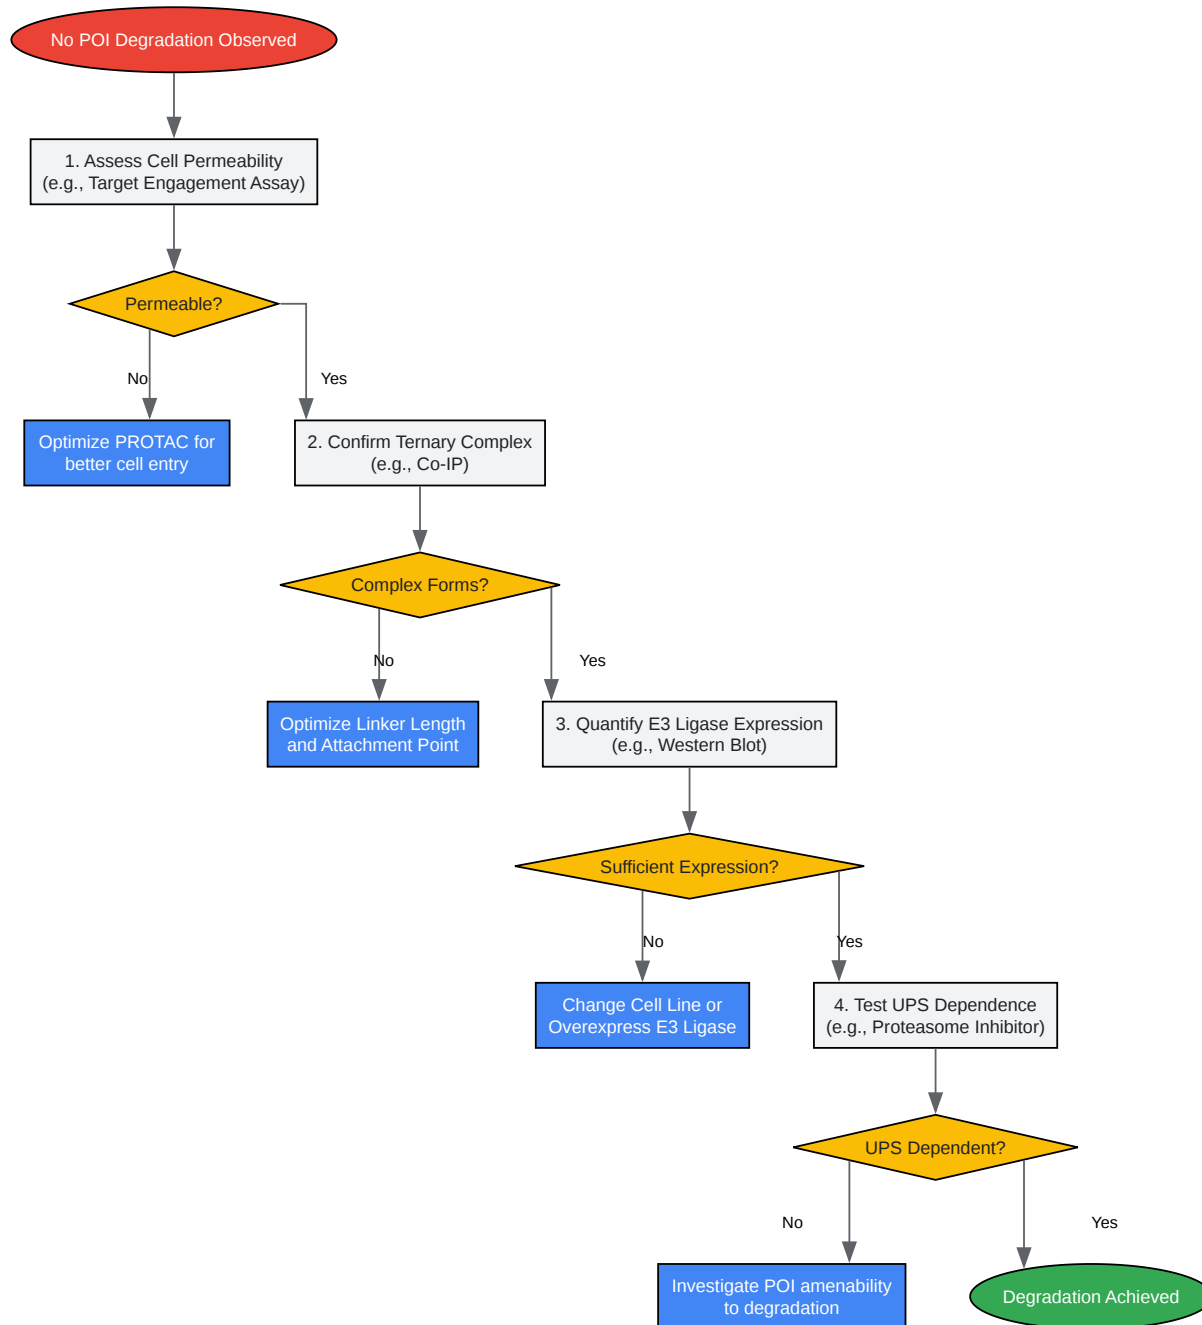 No POI Degradation Observed
1. Assess Cell Permeability
(e.g., Target Engagement Assay)
Permeable?
No
Yes
Optimize PROTAC for
better cell entry
2. Confirm Ternary Complex
(e.g., Co-IP)
Complex Forms?
No
Yes
Optimize Linker Length
and Attachment Point
3. Quantify E3 Ligase Expression
(e.g., Western Blot)
Sufficient Expression?
No
Yes
Change Cell Line or
Overexpress E3 Ligase
4. Test UPS Dependence
(e.g., Proteasome Inhibitor)
UPS Dependent?
No
Yes
Investigate POI amenability
to degradation
Degradation Achieved